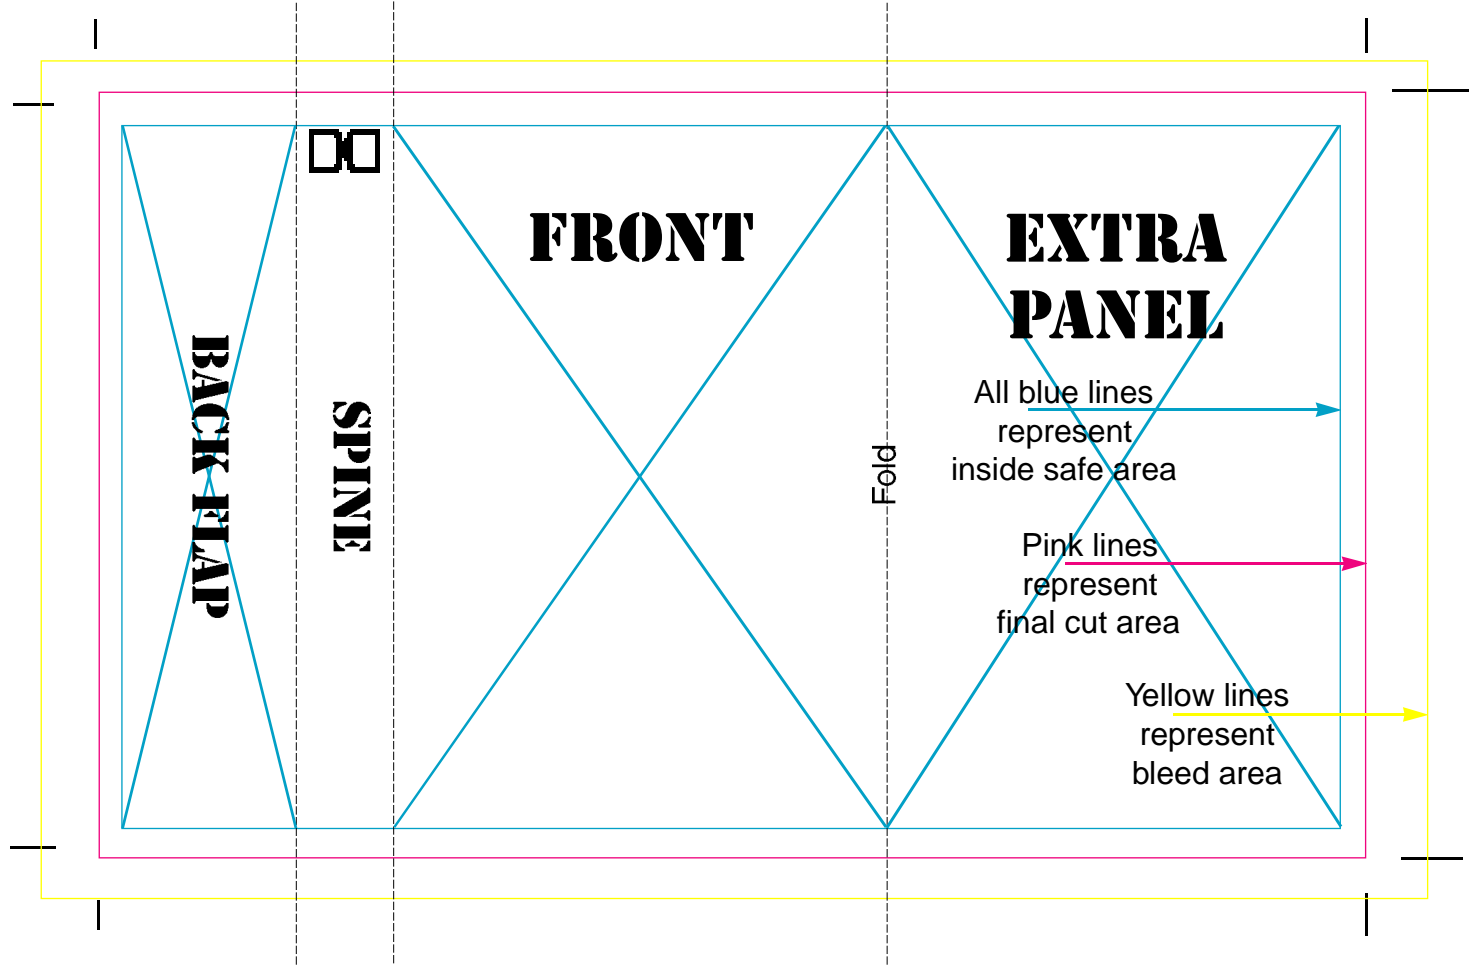 BACK FLAP
SPINE
FRONT
Fold
EXTRA
PANEL
All blue lines
represent
inside safe area
Pink lines
represent
final cut area
Yellow lines
represent
bleed area